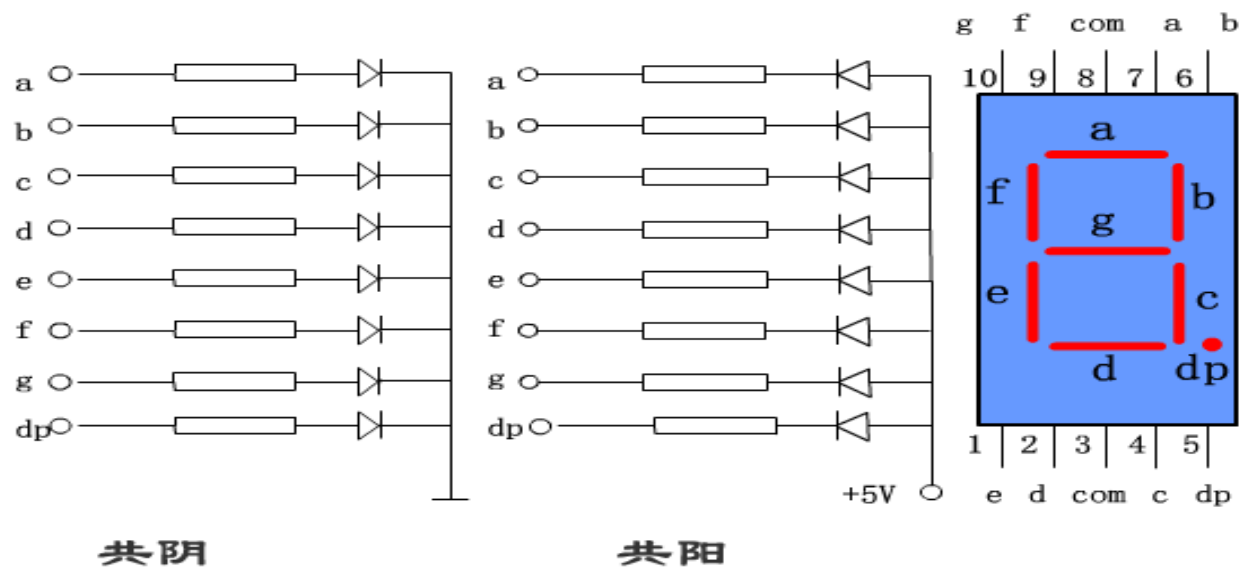 a
b
c
d
e
f
g
dp
共阴
a
b
c
d
e
f
g
dp
+5V
共阳
g f com a b
10 9 8 7 6
a
f b
g
e c
d dp
1 2 3 4 5
e d com c dp